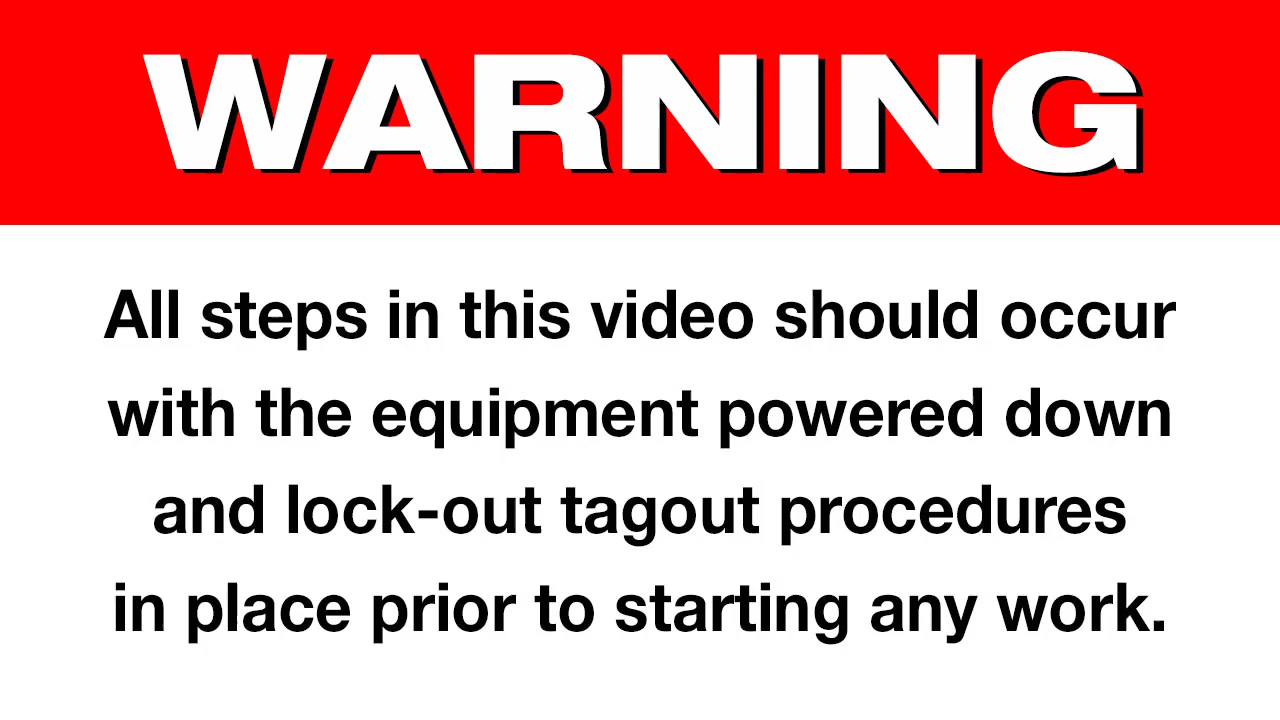 WARNING
All steps in this video should occur
with the equipment powered down
and lock-out tagout procedures
in place prior to starting any work.